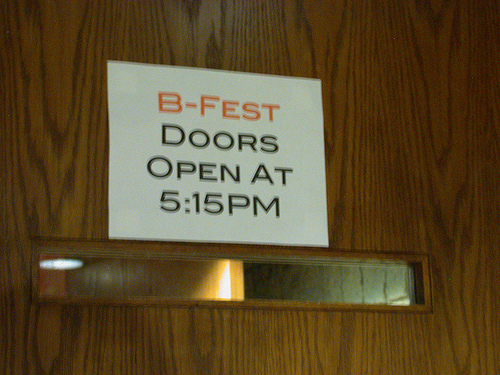 B-Fest
Doors
Open At
5:15PM